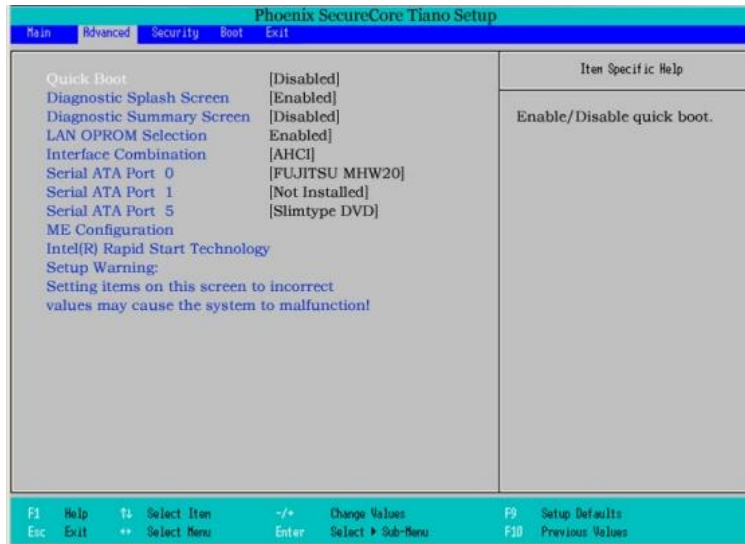 Phoenix SecureCore Tiano Setup
Main Advanced Security Boot Exit
Item Specific Help
Quick Boot [Disabled]
Enable/Disable quick boot.
Diagnostic Splash Screen [Enabled]
Diagnostic Summary Screen [Disabled]
LAN OPROM Selection Enabled]
Interface Combination [AHCI]
Serial ATA Port 0 [FUJITSU MHW20]
Serial ATA Port 1 [Not Installed]
Serial ATA Port 5 [Slimtype DVD]
ME Configuration
Intel(R) Rapid Start Technology
Setup Warning:
Setting items on this screen to incorrect
values may cause the system to malfunction!
F1 Help ↑↓ Select Item -/+ Change Values F9 Setup Defaults
Esc Exit ↔ Select Menu Enter Select ▶ Sub-Menu F10 Previous Values